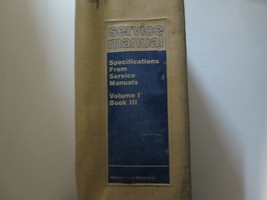 service
manual
Specifications
From
Service
Manuals
Volume I
Book III